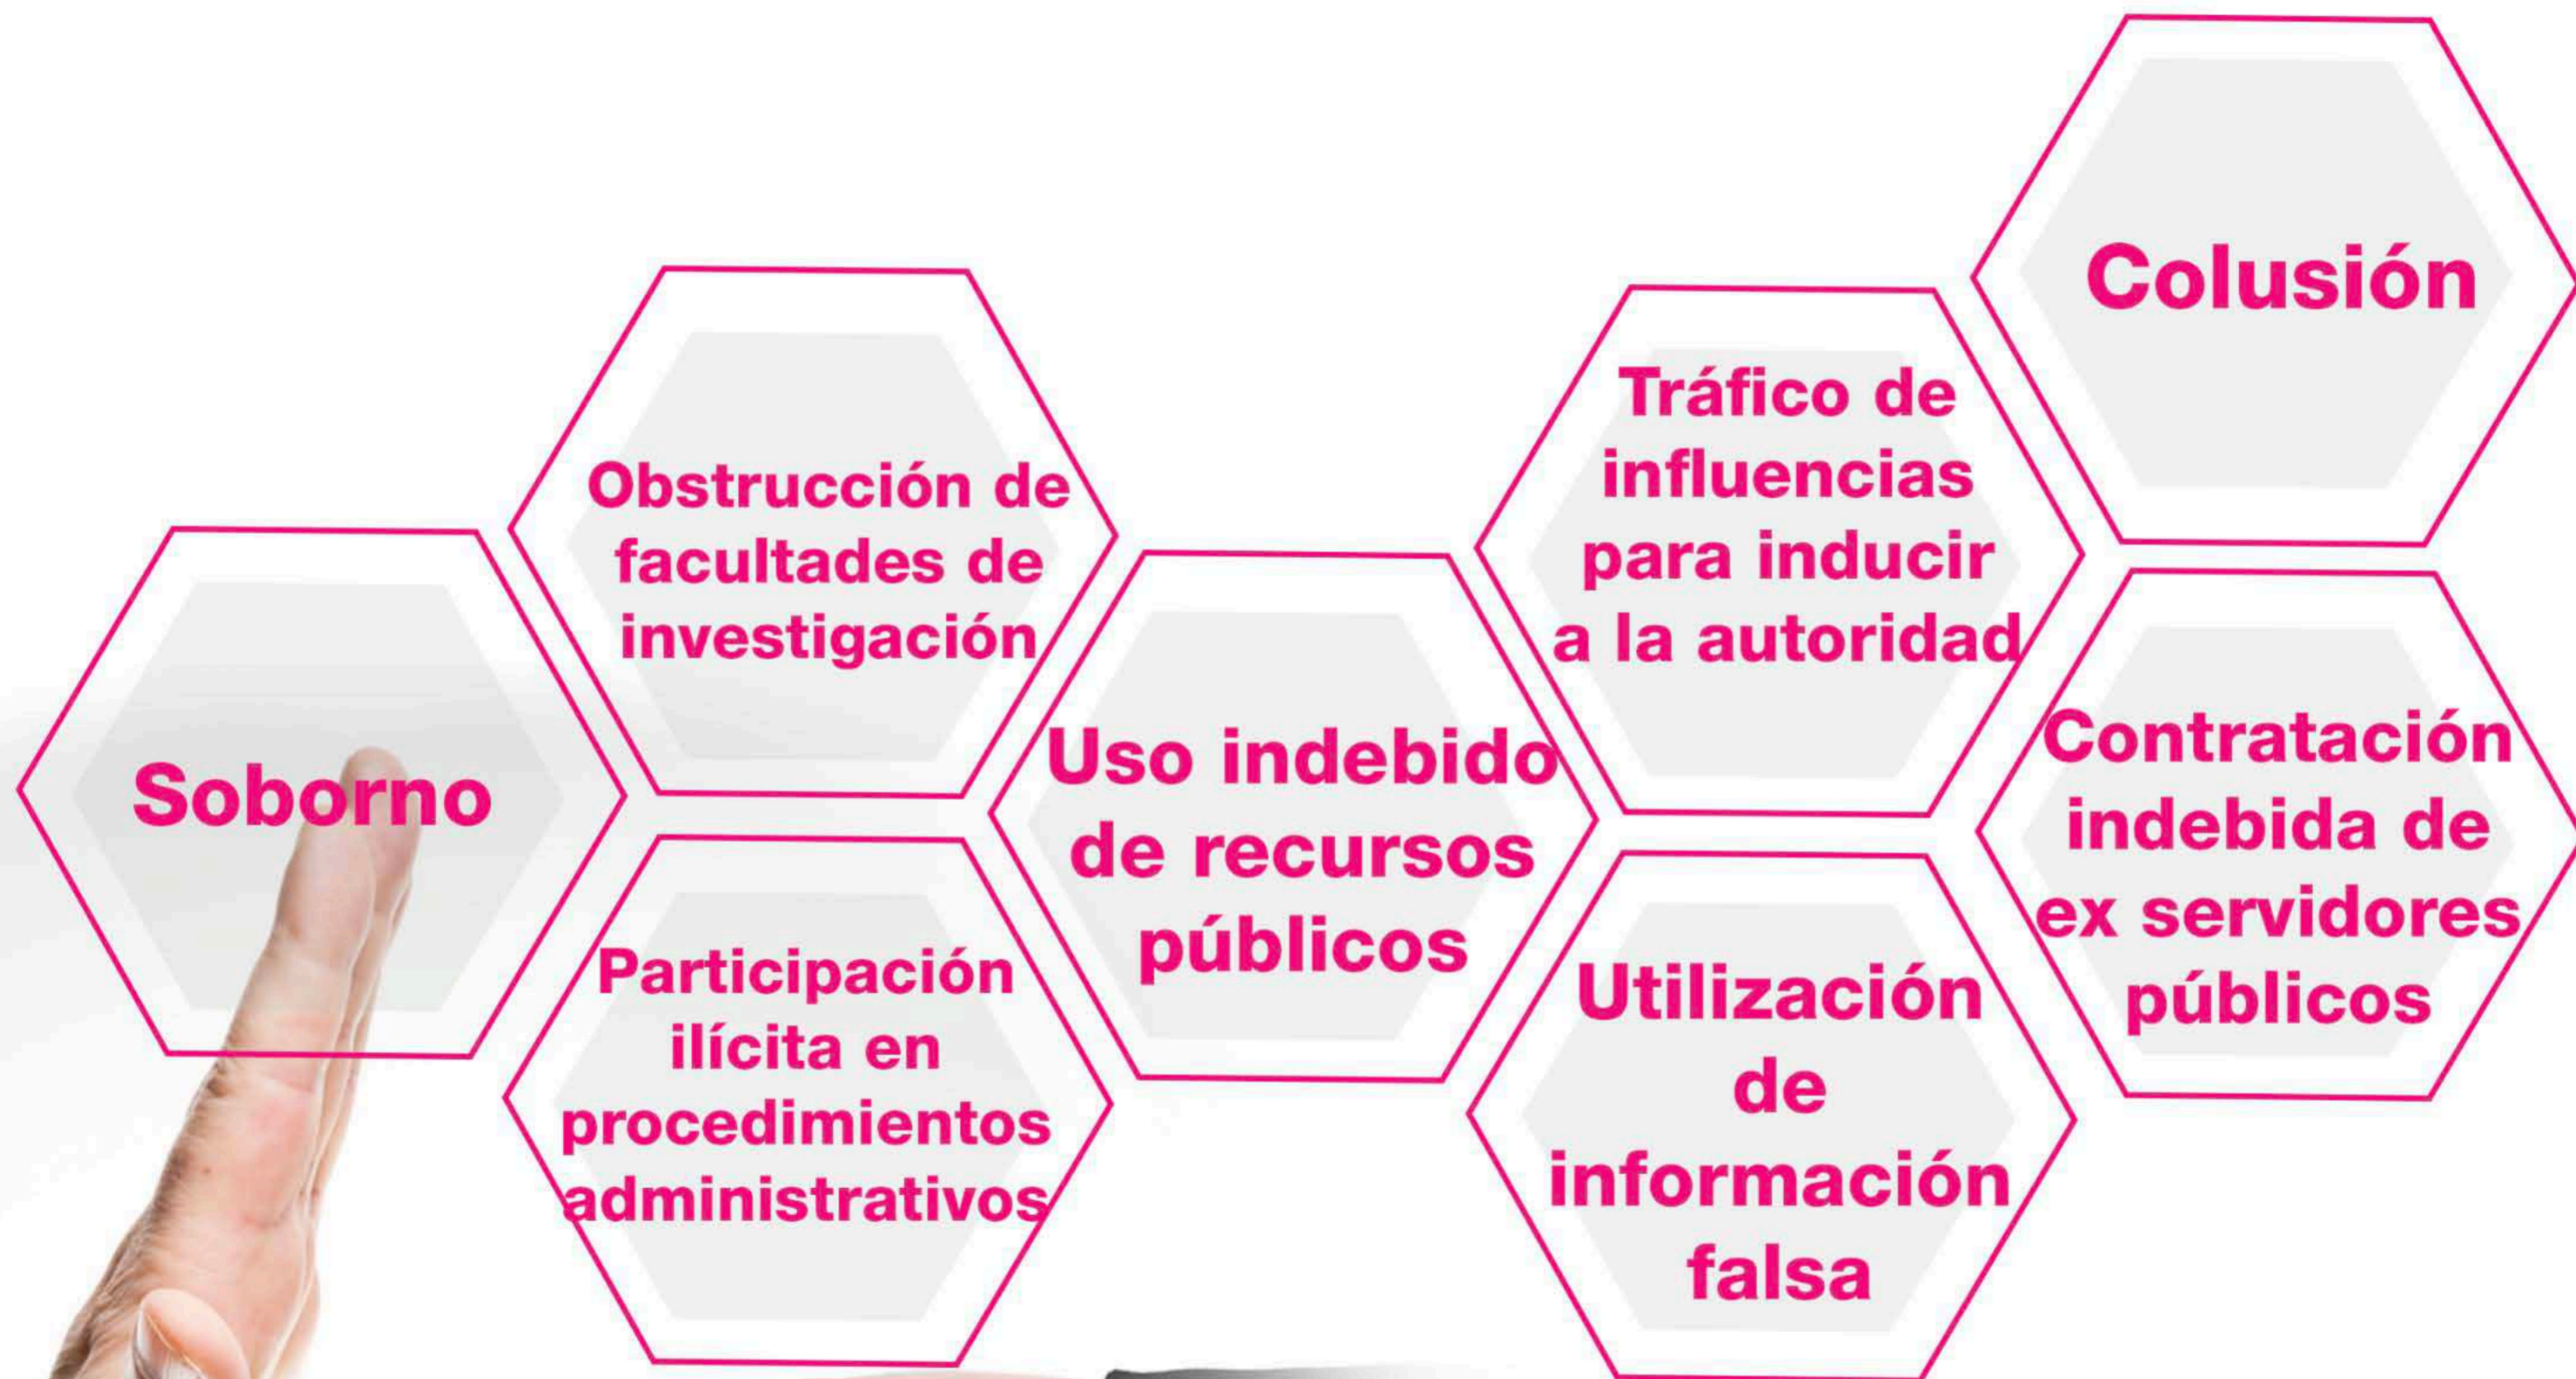 Soborno
Obstrucción de
facultades de
investigación
Participación
ilícita en
procedimientos
administrativos
Uso indebido
de recursos
públicos
Tráfico de
influencias
para inducir
a la autoridad
Utilización
de
información
falsa
Colusión
Contratación
indebida de
ex servidores
públicos